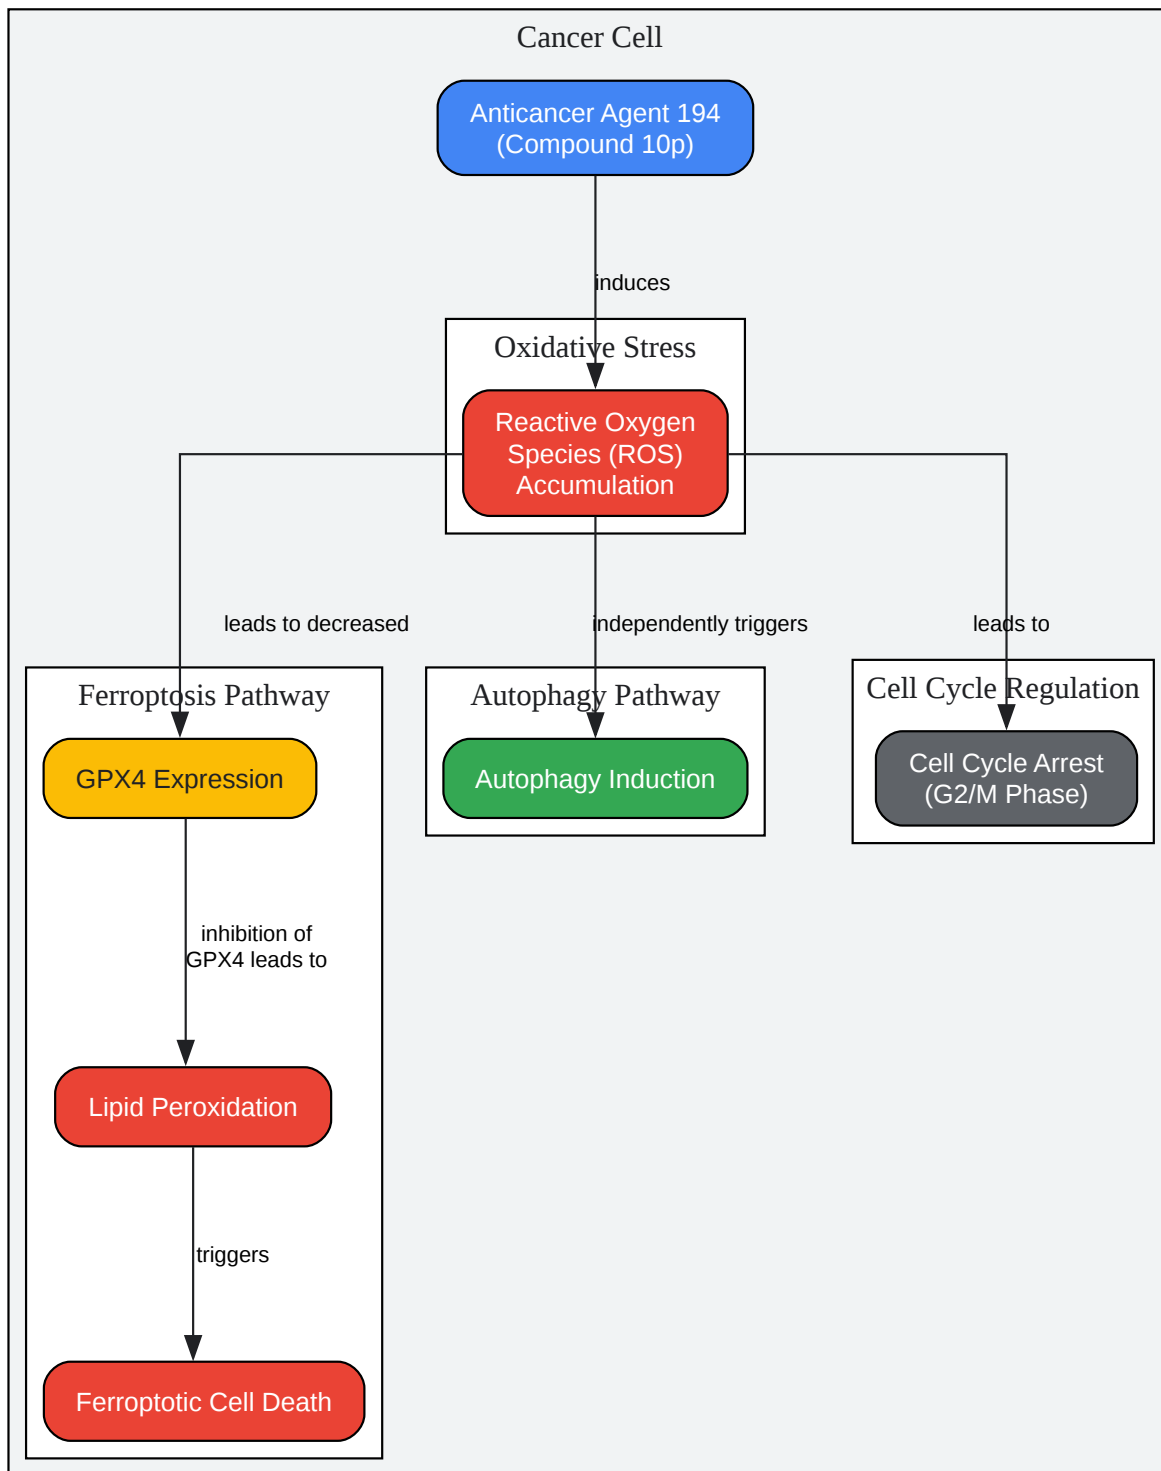 Cancer Cell
Anticancer Agent 194
(Compound 10p)
induces
Oxidative Stress
Reactive Oxygen
Species (ROS)
Accumulation
leads to decreased
independently triggers
leads to
Ferroptosis Pathway
Autophagy Pathway
Cell Cycle Regulation
GPX4 Expression
Autophagy Induction
Cell Cycle Arrest
(G2/M Phase)
inhibition of
GPX4 leads to
Lipid Peroxidation
triggers
Ferroptotic Cell Death